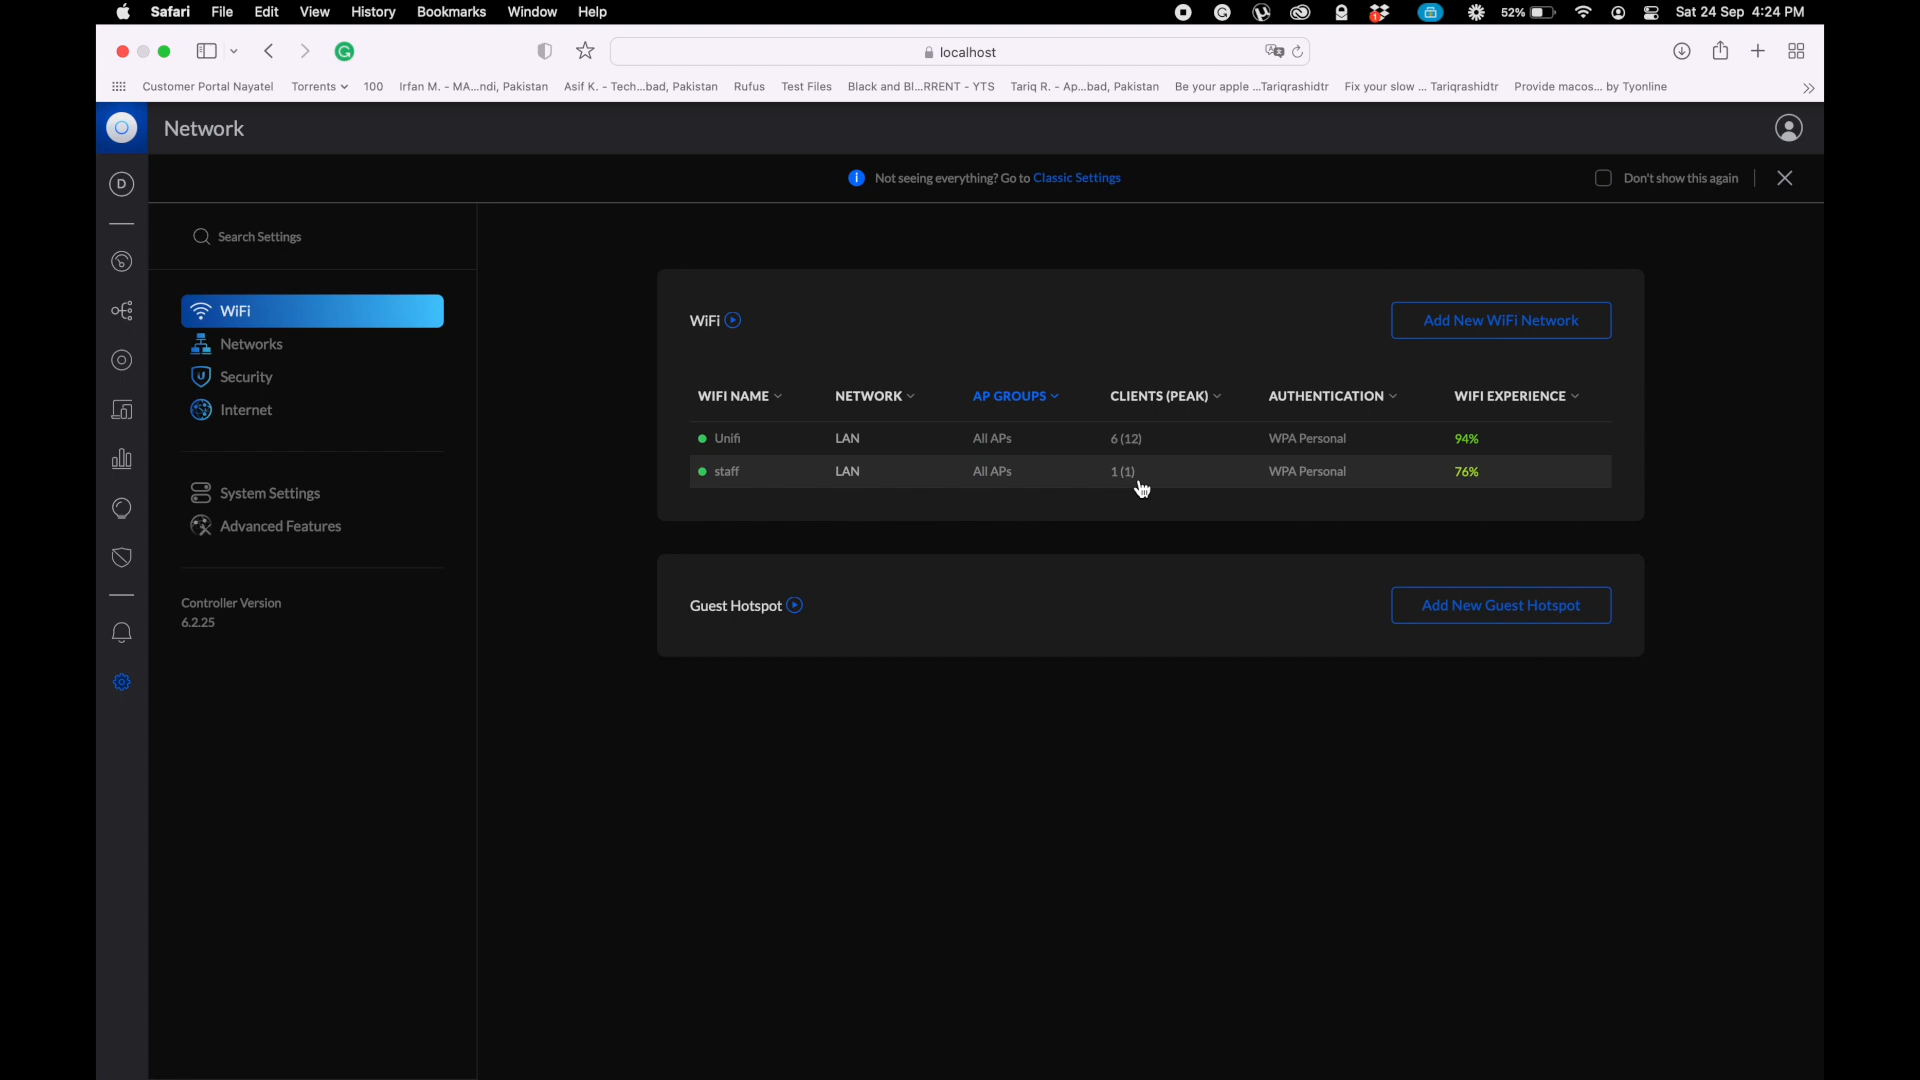 Safari File Edit View History Bookmarks Window Help 1 52% Sat 24 Sep 4:24 PM
localhost
Customer Portal Nayatel Torrents 100 Irfan M. - MA...ndi, Pakistan Asif K. - Tech...bad, Pakistan Rufus Test Files Black and Bl...RRENT - YTS Tariq R. - Ap...bad, Pakistan Be your apple ...Tariqrashidtr Fix your slow ... Tariqrashidtr Provide macos... by Tyonline
Network
D
Not seeing everything? Go to Classic Settings
Don't show this again
Search Settings
WiFi
Networks
Security
Internet
System Settings
Advanced Features
Controller Version
6.2.25
WiFi
Add New WiFi Network
WIFI NAME NETWORK AP GROUPS CLIENTS (PEAK) AUTHENTICATION WIFI EXPERIENCE
Unifi LAN All APs 6 (12) WPA Personal 94%
staff LAN All APs 1 (1) WPA Personal 76%
Guest Hotspot
Add New Guest Hotspot